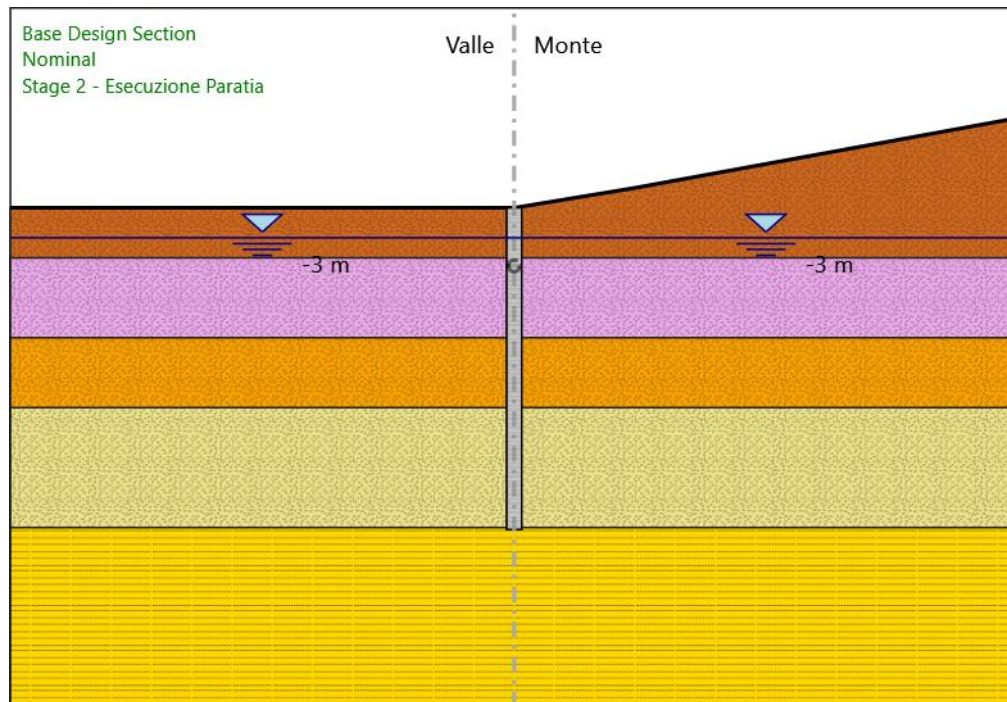 Base Design Section
Nominal
Stage 2 - Esecuzione Paratia
Valle
Monte
-3 m
-3 m